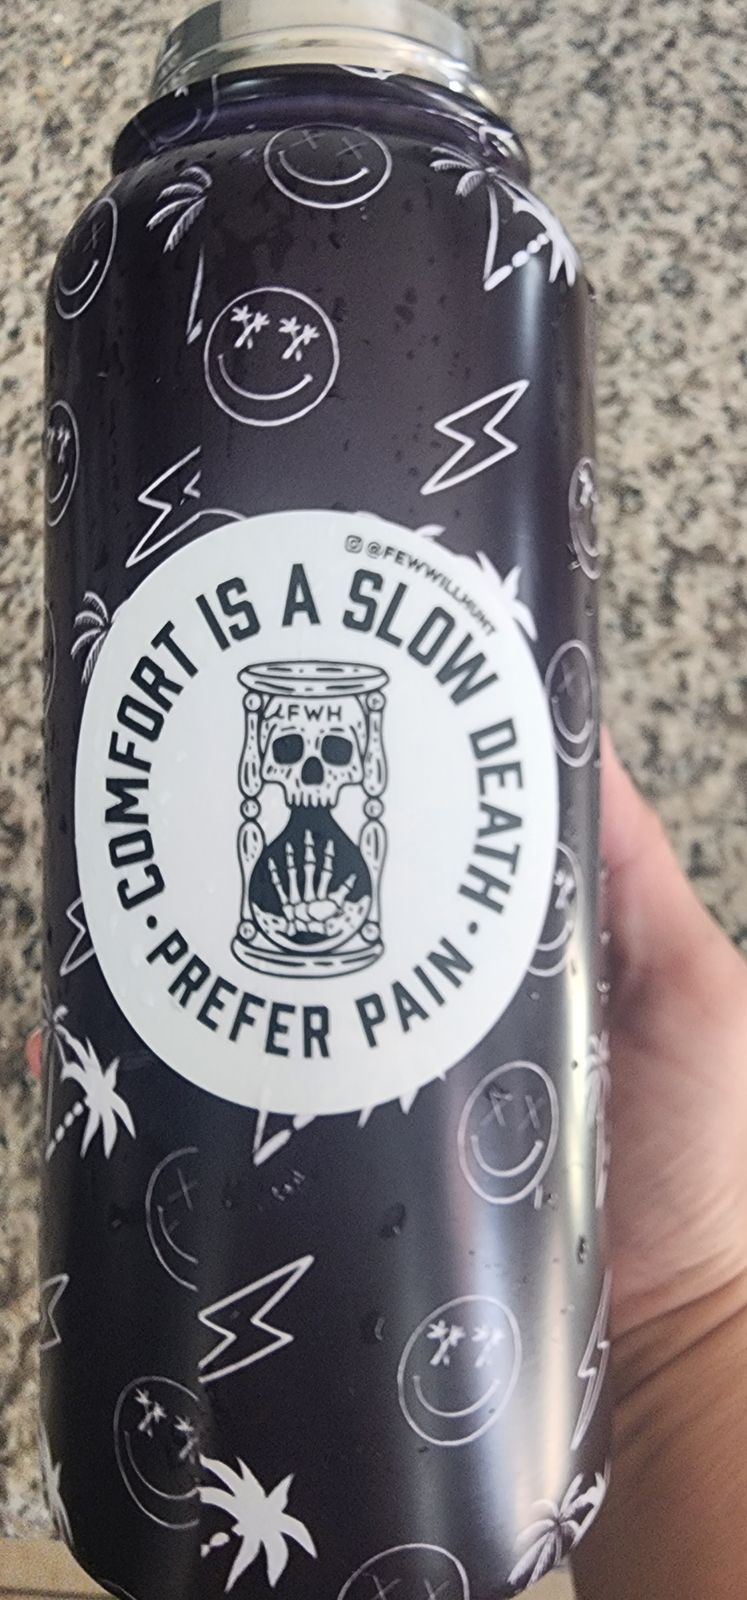 @FEWWILLHUNT
COMFORT IS A SLOW DEATH
FWH
• PREFER PAIN •